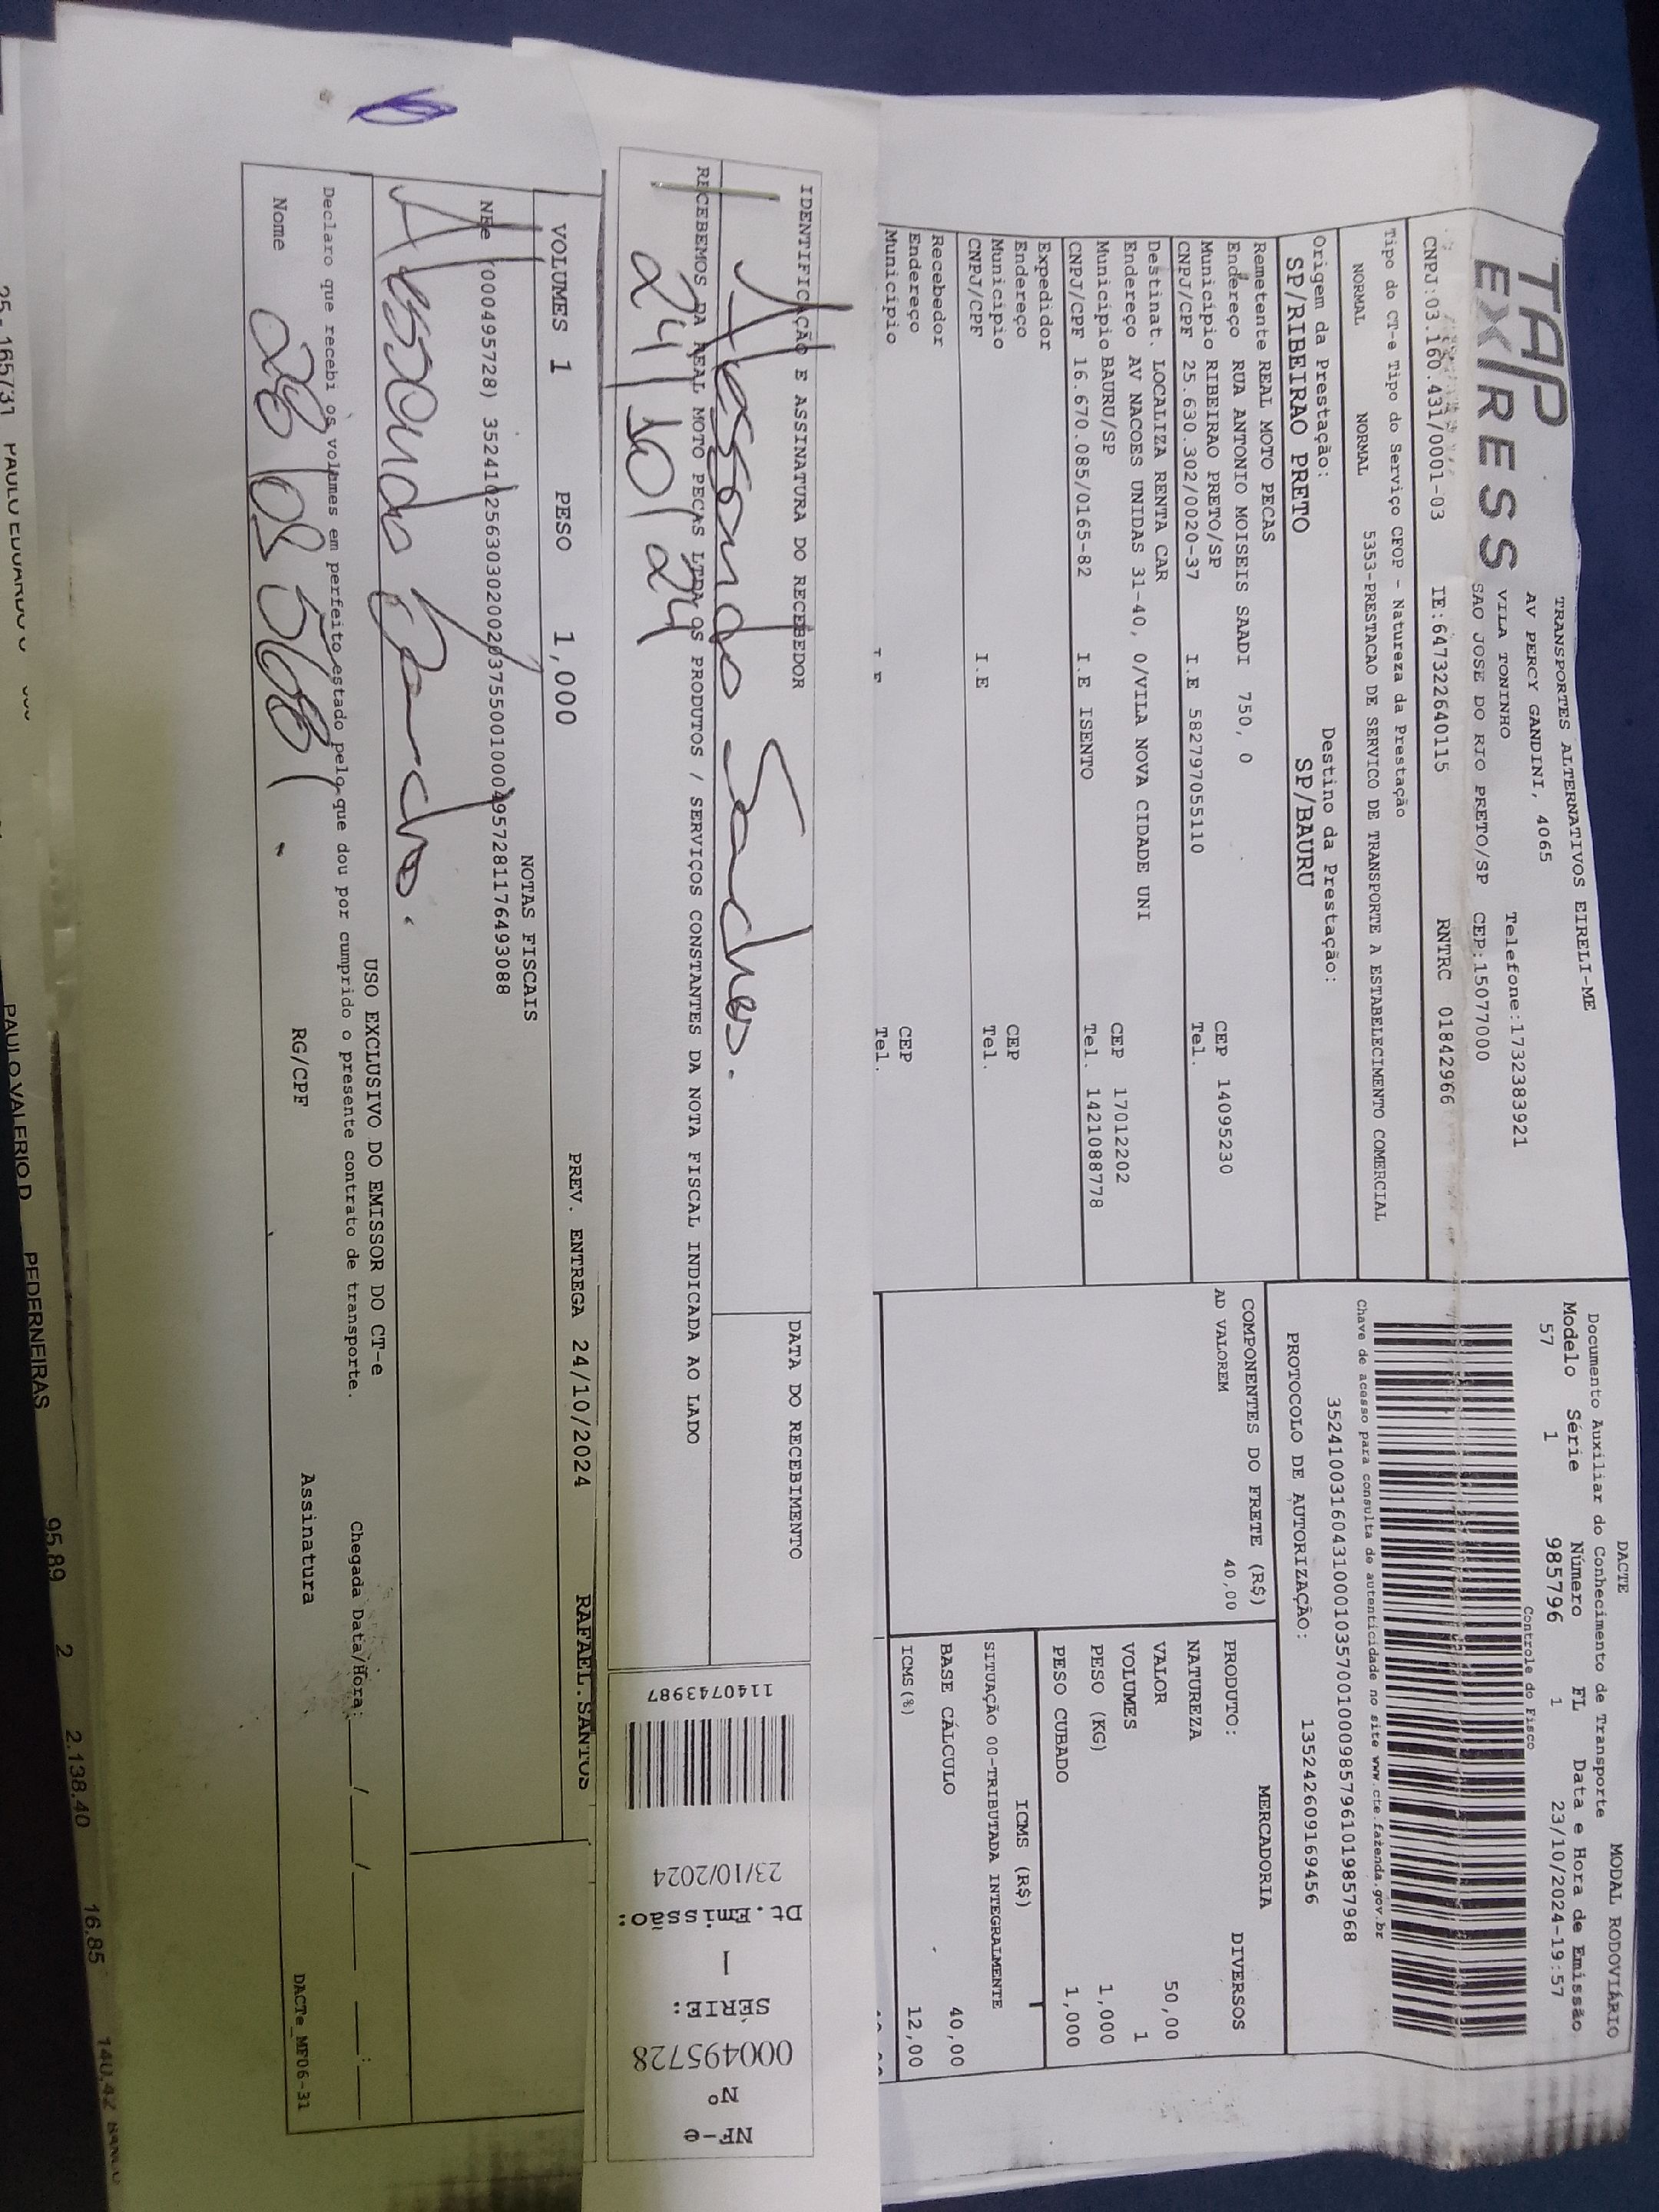 TAP
EXPRESS
TRANSPORTES ALTERNATIVOS EIRELI-ME
AV PERCY GANDINI, 4065
VILA TONINHO
Telefone:1732383921
SAO JOSE DO RIO PRETO/SP CEP:15077000
CNPJ:03.160.431/0001-03 IE:647322640115 RNTRC 01842966
Tipo do CT-e Tipo do Serviço CFOP - Natureza da Prestação
NORMAL NORMAL 5353-PRESTACAO DE SERVICO DE TRANSPORTE A ESTABELECIMENTO COMERCIAL
Origem da Prestação: Destino da Prestação:
SP/RIBEIRAO PRETO SP/BAURU
Remetente REAL MOTO PECAS
Endereço RUA ANTONIO MOISEIS SAADI 750, 0
Município RIBEIRAO PRETO/SP CEP 14095230
CNPJ/CPF 25.630.302/0020-37 I.E 582797055110 Tel.
Destinat. LOCALIZA RENTA CAR
Endereço AV NACOES UNIDAS 31-40, 0/VILA NOVA CIDADE UNI
Município BAURU/SP CEP 17012202
CNPJ/CPF 16.670.085/0165-82 I.E ISENTO Tel. 1421088778
Expedidor
Endereço
Município CEP
CNPJ/CPF I.E Tel.
Recebedor
Endereço
Município CEP
Tel.
DACTE MODAL RODOVIÁRIO
Documento Auxiliar do Conhecimento de Transporte
Modelo Série Número FL Data e Hora de Emissão
57 1 985796 1 23/10/2024-19:57
Controle do Fisco
Chave de acesso para consulta de autenticidade no site www.cte.fazenda.gov.br
35241003160431000103570010009857961019857968
PROTOCOLO DE AUTORIZAÇÃO: 135242609169456
COMPONENTES DO FRETE (R$)
AD VALOREM 40,00
MERCADORIA
PRODUTO: DIVERSOS
NATUREZA
VALOR 50,00
VOLUMES 1
PESO (KG) 1,000
PESO CUBADO 1,000
ICMS (R$)
SITUAÇÃO 00-TRIBUTADA INTEGRALMENTE
BASE CÁLCULO 40,00
ICMS(%) 12,00
IDENTIFICAÇÃO E ASSINATURA DO RECEBEDOR DATA DO RECEBIMENTO
Alessandro Sanches.
RECEBEMOS DA REAL MOTO PECAS LTDA OS PRODUTOS / SERVIÇOS CONSTANTES DA NOTA FISCAL INDICADA AO LADO
24/10/24
NF-e
Nº
000495728
SÉRIE:
1
Dt.Emissão:
23/10/2024
1140743987
VOLUMES 1 PESO 1,000 PREV. ENTREGA 24/10/2024 RAFAEL.SANTOS
NOTAS FISCAIS
NFe (000495728) 35241025630302002037550010004957281176493088
USO EXCLUSIVO DO EMISSOR DO CT-e
Declaro que recebi os volumes em perfeito estado pelo que dou por cumprido o presente contrato de transporte. Chegada Data/Hora: ___/___/___ __:__
Nome RG/CPF Assinatura
DACTe_MF06-31
PEDERNEIRAS 95,89 2 2.138,40 16,85 140,42